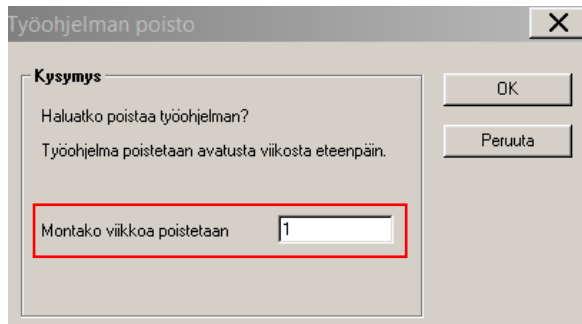 Työohjelman poisto
Kysymys
Haluatko poistaa työohjelman?
Työohjelma poistetaan avatusta viikosta eteenpäin.
Montako viikkoa poistetaan 1
OK
Peruuta